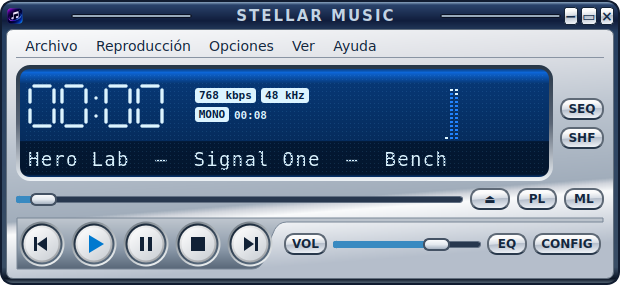 STELLAR MUSIC
Archivo Reproducción Opciones Ver Ayuda
00:00
768 kbps 48 kHz
MONO 00:08
SEQ
SHF
Hero Lab — Signal One — Bench
PL ML
VOL EQ CONFIG